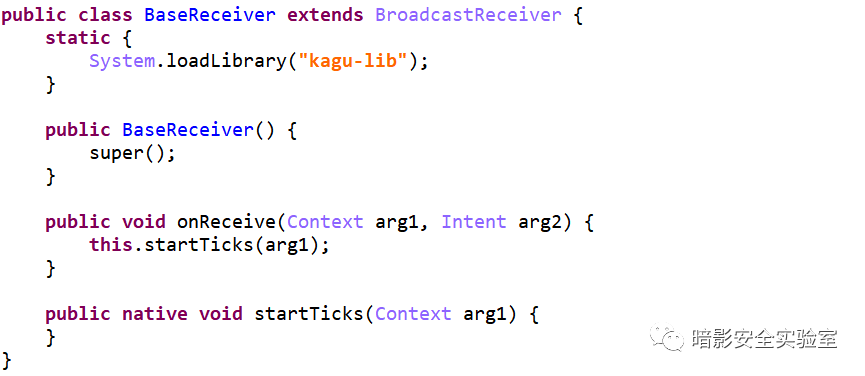 public class BaseReceiver extends BroadcastReceiver {
    static {
        System.loadLibrary("kagu-lib");
    }

    public BaseReceiver() {
        super();
    }

    public void onReceive(Context arg1, Intent arg2) {
        this.startTicks(arg1);
    }

    public native void startTicks(Context arg1) {
    }
}
暗影安全实验室